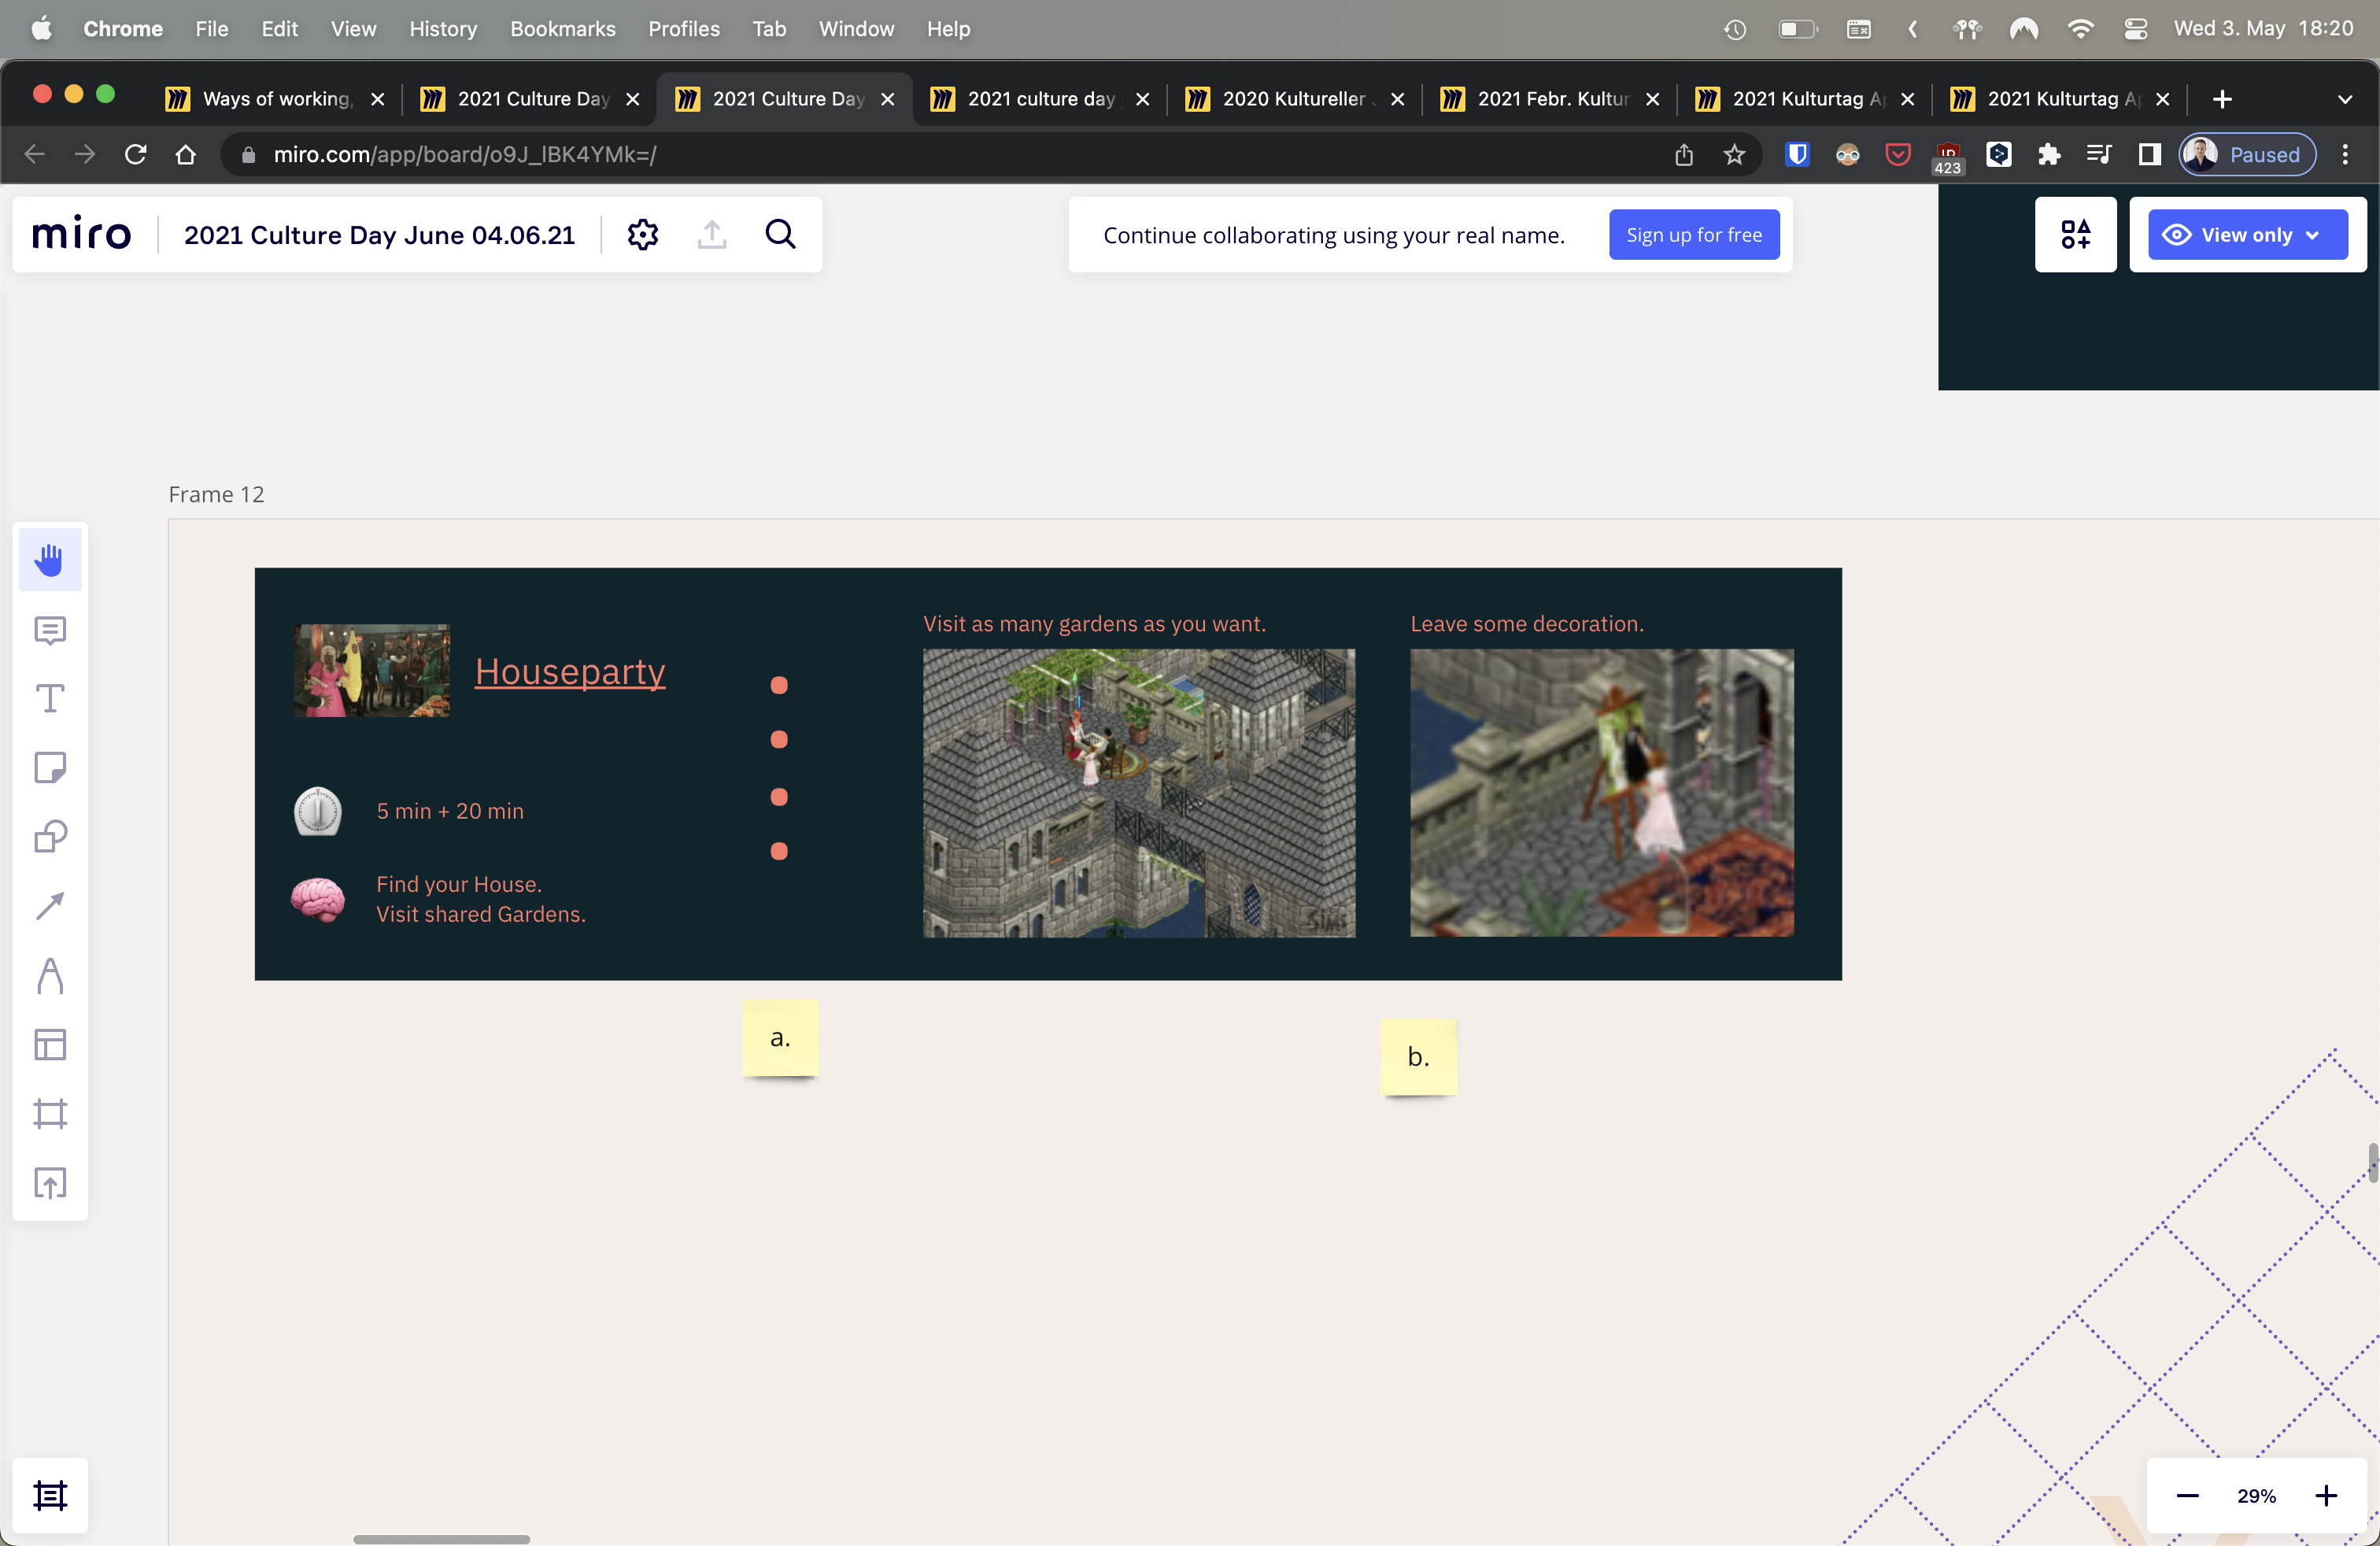 Chrome File Edit View History Bookmarks Profiles Tab Window Help
Wed 3. May 18:20
Ways of working,
2021 Culture Day
2021 Culture Day
2021 culture day
2020 Kultureller
2021 Febr. Kultur
2021 Kulturtag Ap
2021 Kulturtag Ap
miro.com/app/board/o9J_lBK4YMk=/
423
Paused
miro
2021 Culture Day June 04.06.21
Continue collaborating using your real name.
Sign up for free
View only
Frame 12
Houseparty
5 min + 20 min
Find your House.
Visit shared Gardens.
Visit as many gardens as you want.
Leave some decoration.
Sims
a.
b.
29%